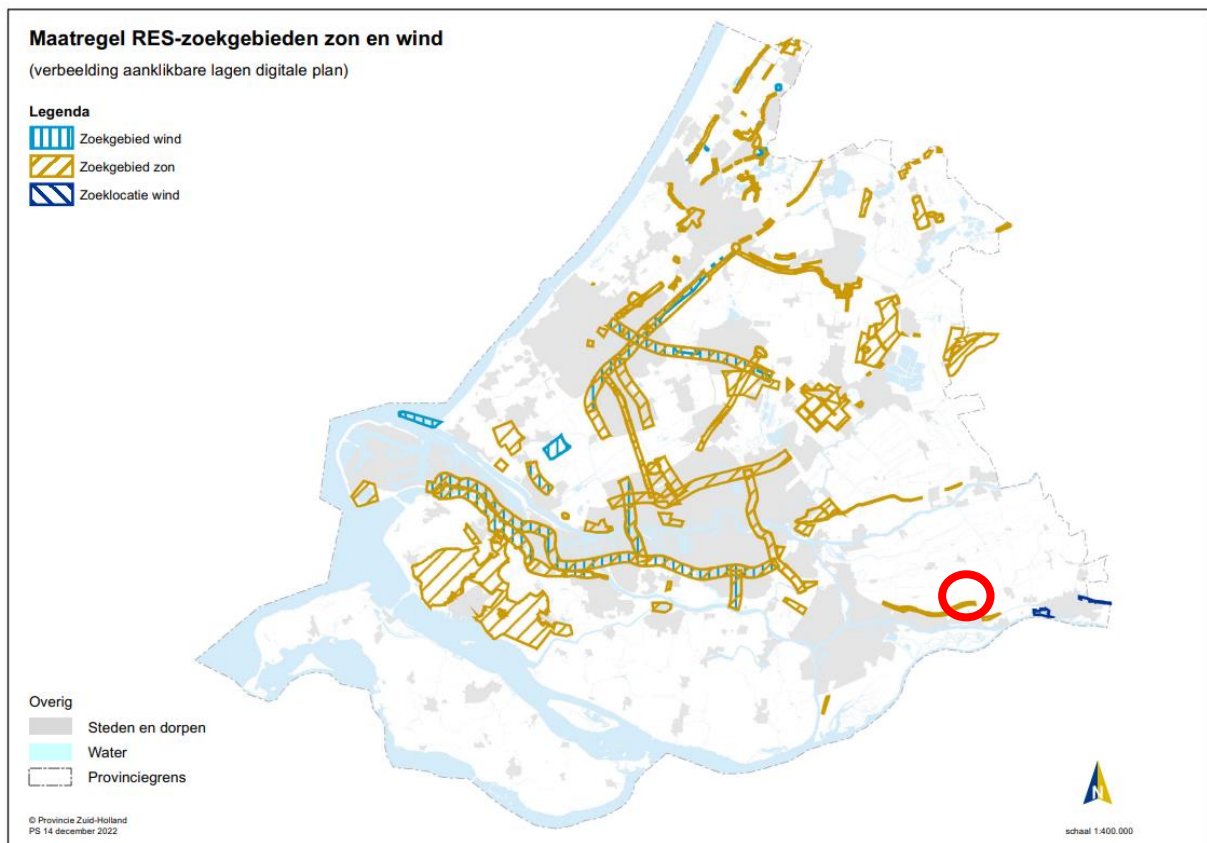 Maatregel RES-zoekgebieden zon en wind
(verbeelding aanklikbare lagen digitale plan)
Legenda
Zoekgebied wind
Zoekgebied zon
Zoeklocatie wind
Overig
Steden en dorpen
Water
Provinciegrens
© Provincie Zuid-Holland
PS 14 december 2022
N
schaal 1:400.000